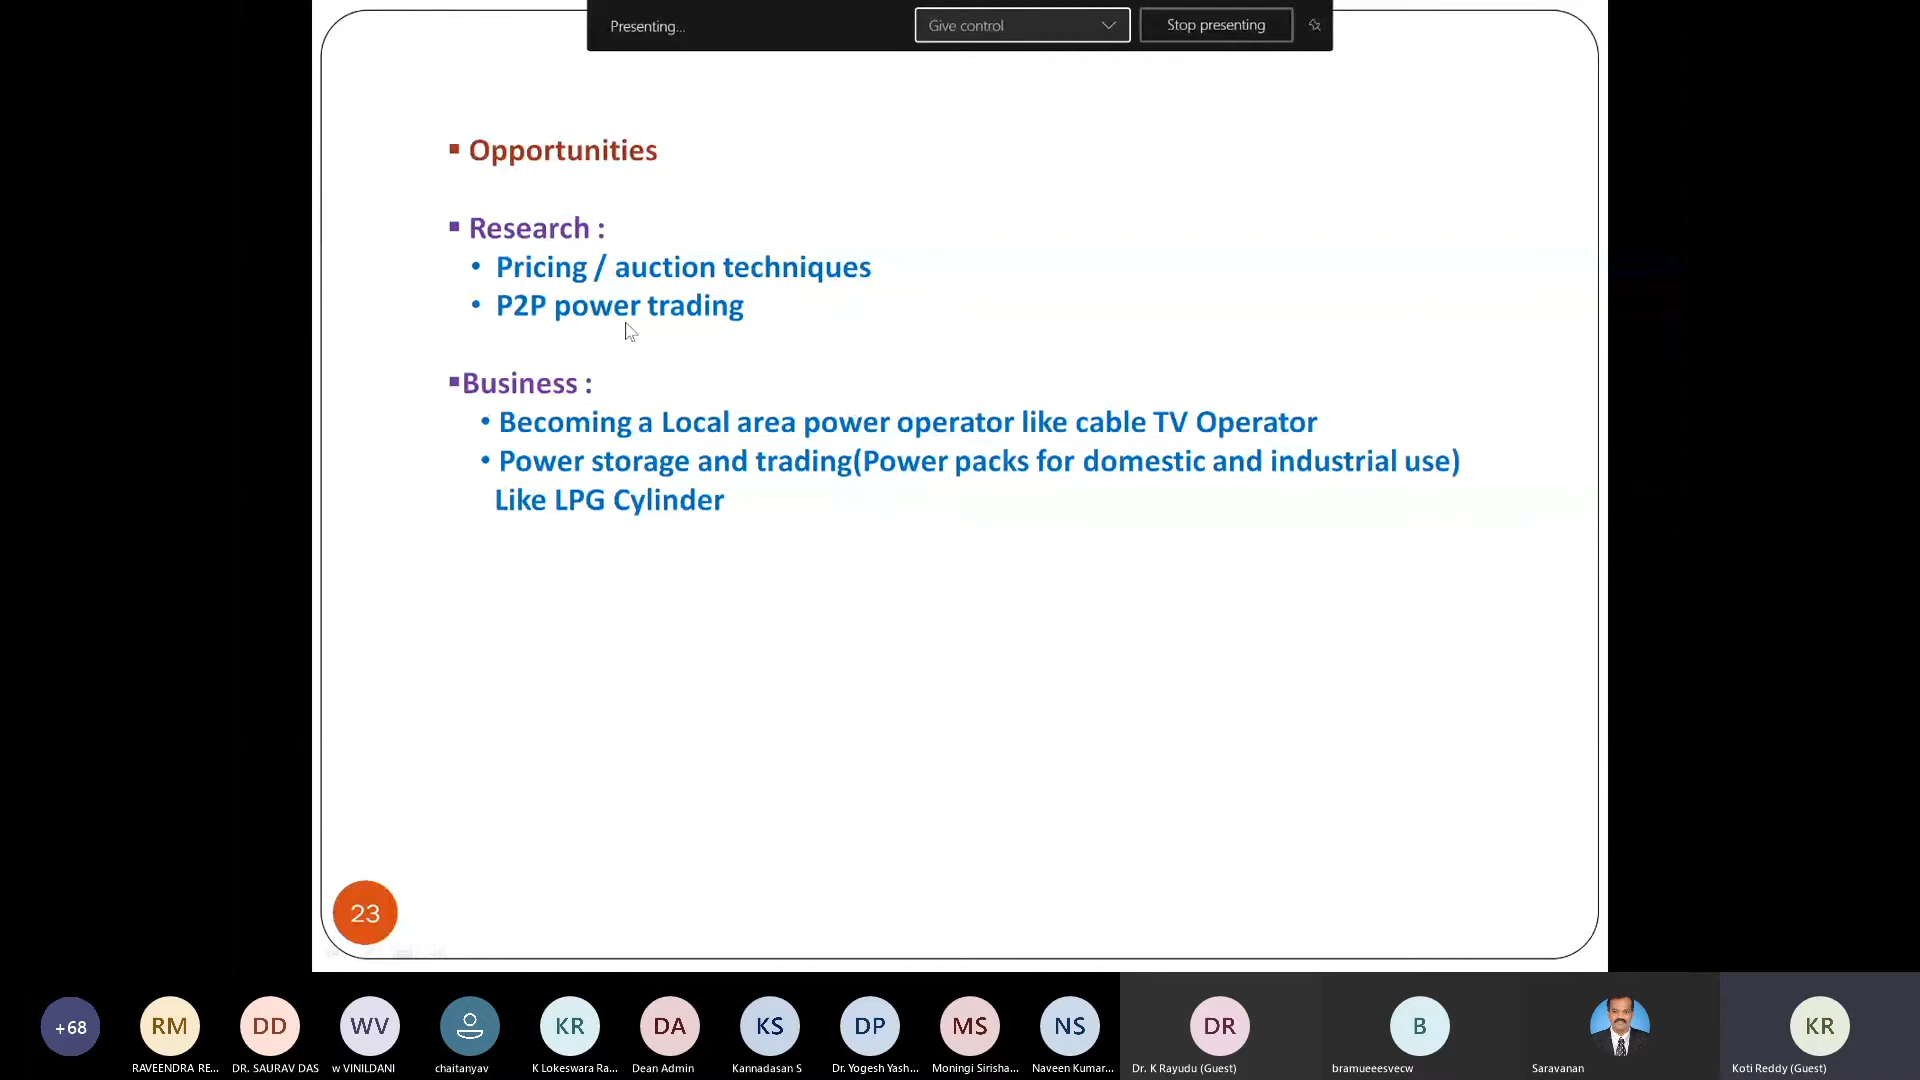 Presenting...
Give control
Stop presenting
▪ Opportunities
▪ Research :
• Pricing / auction techniques
• P2P power trading
▪Business :
• Becoming a Local area power operator like cable TV Operator
• Power storage and trading(Power packs for domestic and industrial use)
Like LPG Cylinder
23
+68
RM
DD
WV
KR
DA
KS
DP
MS
NS
DR
B
KR
RAVEENDRA RE...
DR. SAURAV DAS
w VINILDANI
chaitanyav
K Lokeswara Ra...
Dean Admin
Kannadasan S
Dr. Yogesh Yash...
Moningi Sirisha...
Naveen Kumar...
Dr. K Rayudu (Guest)
bramueeesvecw
Saravanan
Koti Reddy (Guest)